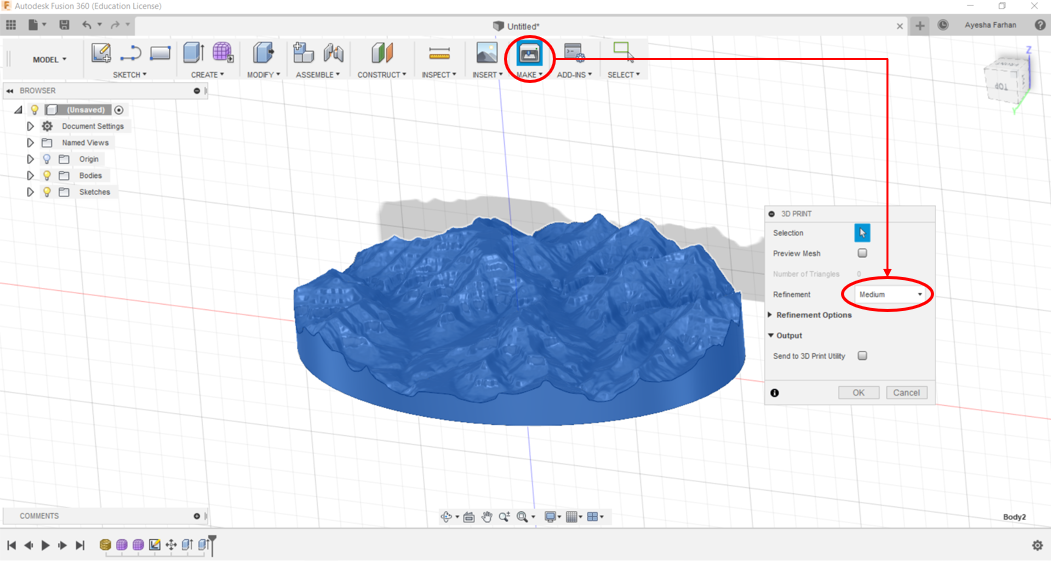 Autodesk Fusion 360 (Education License)
Untitled*
Ayesha Farhan
MODEL
SKETCH
CREATE
MODIFY
ASSEMBLE
CONSTRUCT
INSPECT
INSERT
MAKE
ADD-INS
SELECT
BROWSER
(Unsaved)
Document Settings
Named Views
Origin
Bodies
Sketches
Z
TOP
Y
3D PRINT
Selection
Preview Mesh
Number of Triangles 0
Refinement Medium
Refinement Options
Output
Send to 3D Print Utility
OK Cancel
COMMENTS
Body2